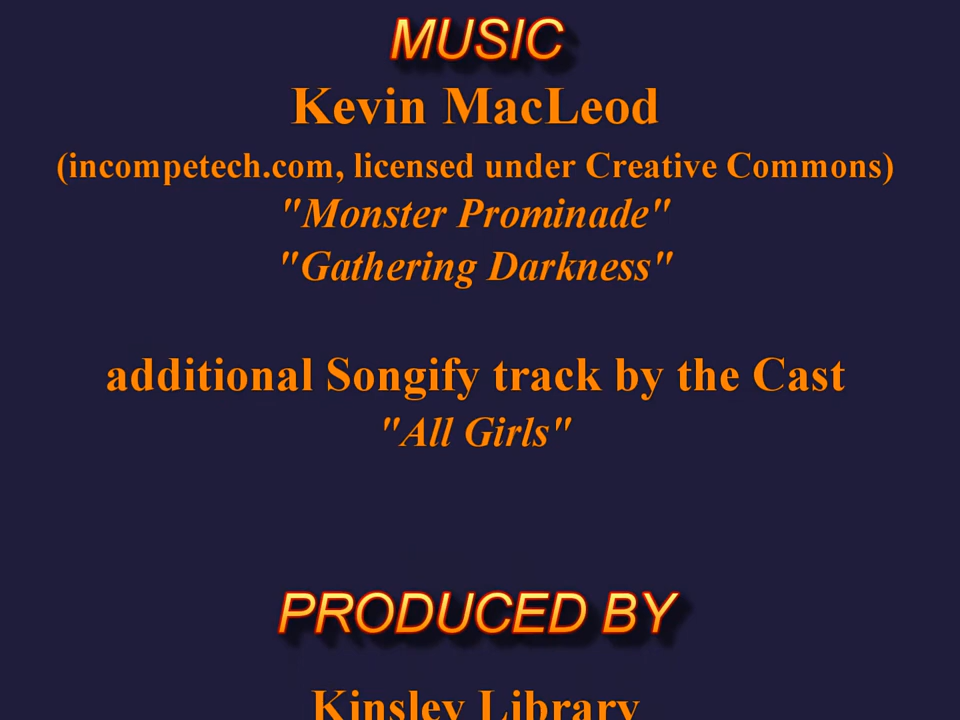 MUSIC
Kevin MacLeod
(incompetech.com, licensed under Creative Commons)
"Monster Prominade"
"Gathering Darkness"
additional Songify track by the Cast
"All Girls"
PRODUCED BY
Kinsley Library